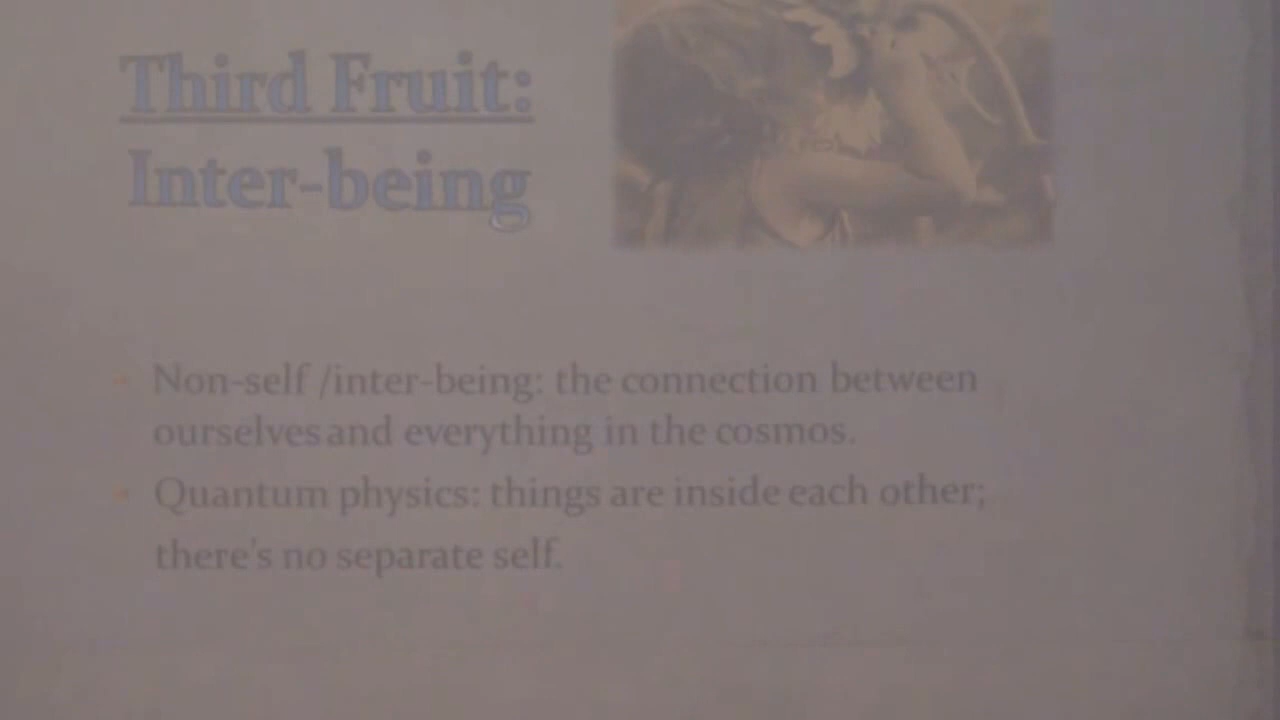 Third Fruit:
Inter-being
Non-self /inter-being: the connection between
ourselves and everything in the cosmos.
Quantum physics: things are inside each other;
there's no separate self.